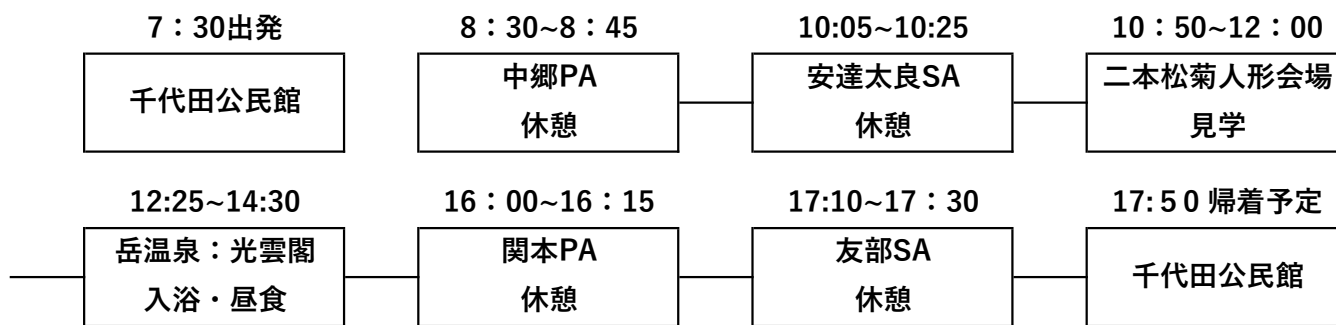 7：30出発
千代田公民館
8：30~8：45
中郷PA
休憩
10:05~10:25
安達太良SA
休憩
10：50~12：00
二本松菊人形会場
見学
12:25~14:30
岳温泉：光雲閣
入浴・昼食
16：00~16：15
関本PA
休憩
17:10~17：30
友部SA
休憩
17:５０帰着予定
千代田公民館